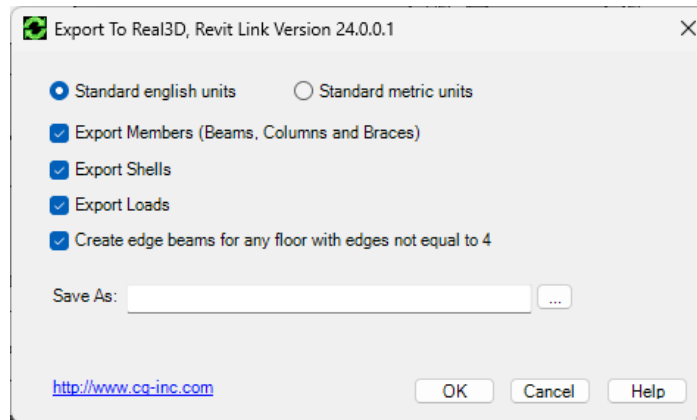 Export To Real3D, Revit Link Version 24.0.0.1
Standard english units Standard metric units
Export Members (Beams, Columns and Braces)
Export Shells
Export Loads
Create edge beams for any floor with edges not equal to 4
Save As: ...
http://www.cg-inc.com OK Cancel Help